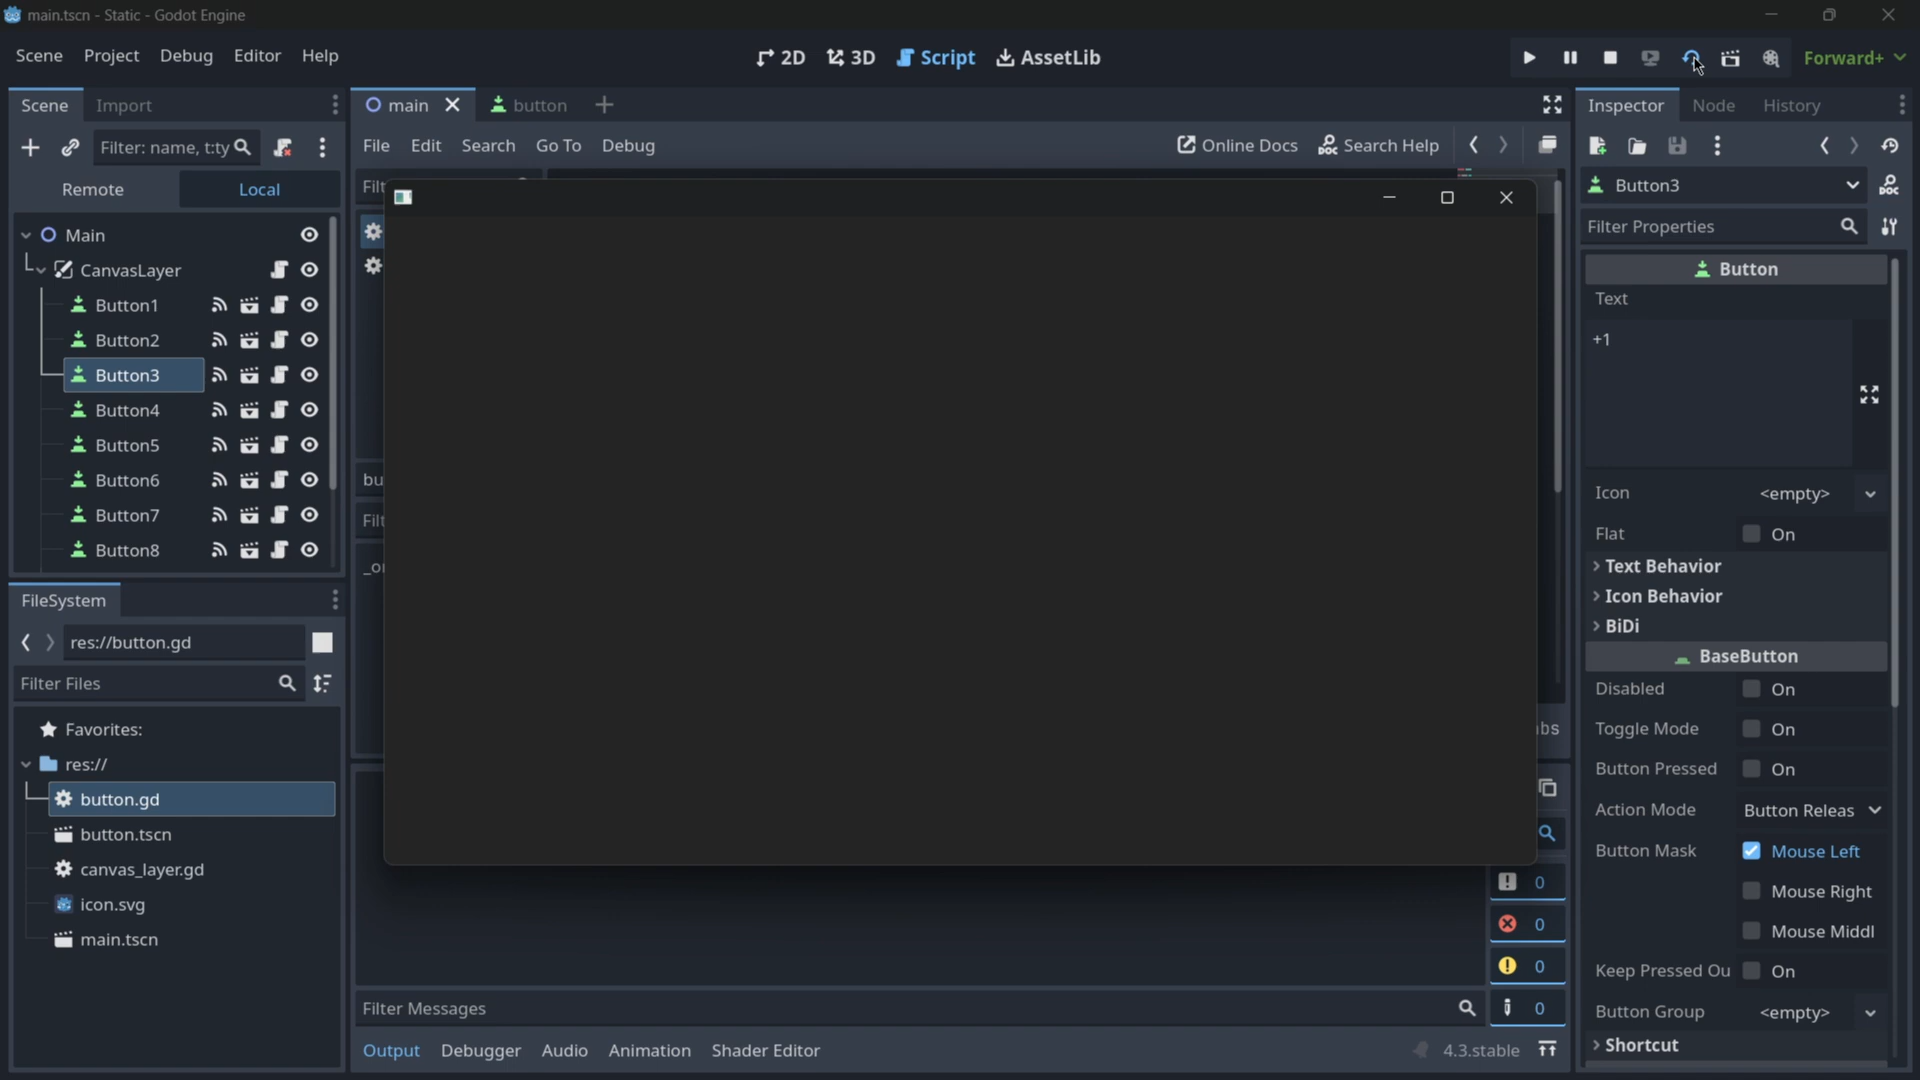 main.tscn - Static - Godot Engine
Scene Project Debug Editor Help
2D 3D Script AssetLib
Forward+
Scene Import
main button
Inspector Node History
Filter: name, t:ty
File Edit Search Go To Debug
Online Docs Search Help
Remote Local
Filt
Button3
Filter Properties
Main
CanvasLayer
Button1
Button2
Button3
Button4
Button5
Button6
Button7
Button8
bu
Filt
_o
Button
Text
+1
Icon <empty>
Flat On
Text Behavior
Icon Behavior
BiDi
BaseButton
Disabled On
Toggle Mode On
Button Pressed On
Action Mode Button Releas
Button Mask Mouse Left
Mouse Right
Mouse Middl
Keep Pressed Ou On
Button Group <empty>
Shortcut
FileSystem
res://button.gd
Filter Files
Favorites:
res://
button.gd
button.tscn
canvas_layer.gd
icon.svg
main.tscn
bs
0
0
0
0
Filter Messages
Output Debugger Audio Animation Shader Editor
4.3.stable